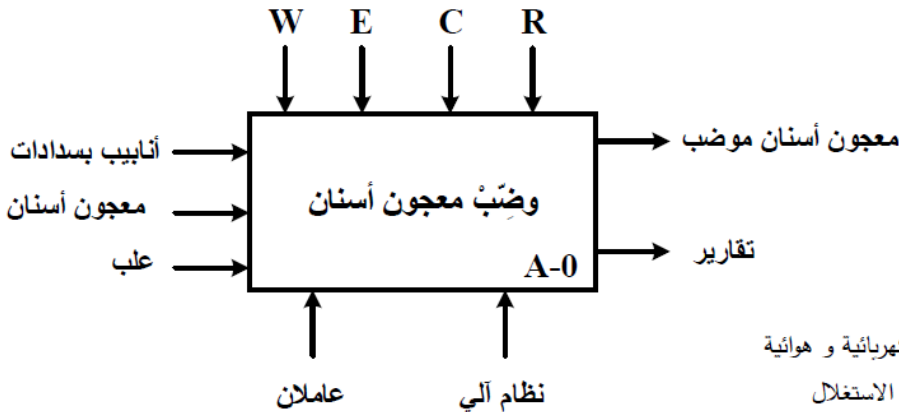 W E C R
أنابيب بسدادات
معجون أسنان موضب
معجون أسنان
وضِّبْ معجون أسنان
علب
تقارير
A-0
هربائية و هوائية
عاملان
نظام آلي
الاستغلال